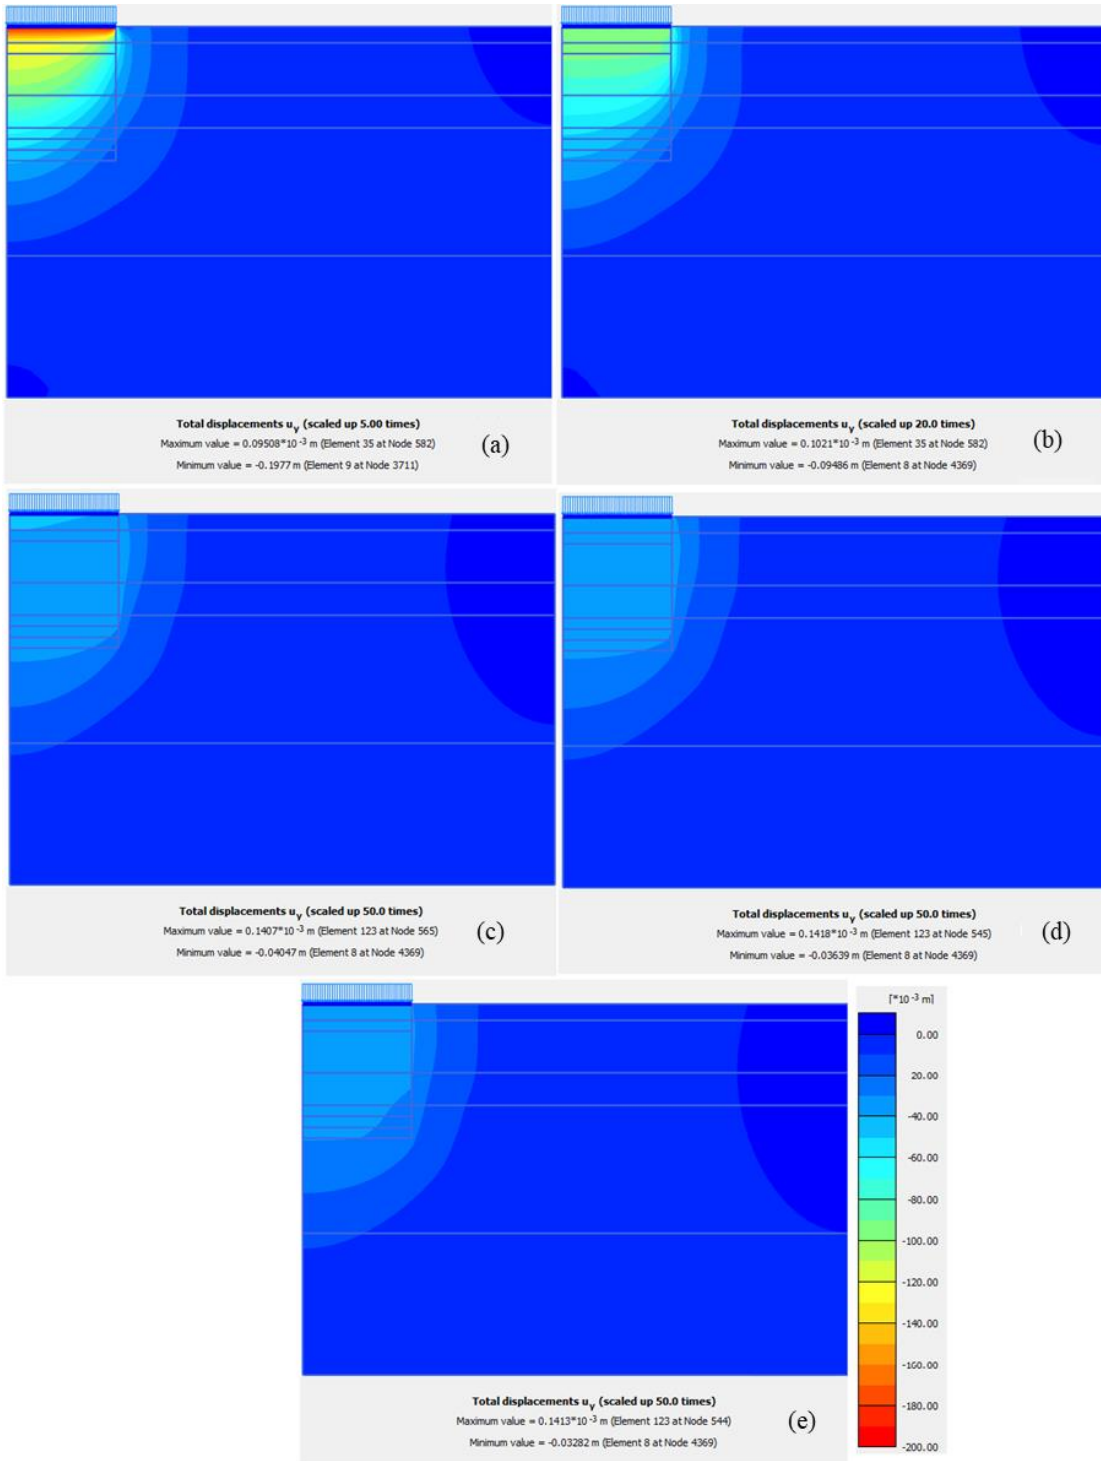 Total displacements u_y (scaled up 5.00 times)
Maximum value = 0.09508*10⁻³ m (Element 35 at Node 582)
Minimum value = -0.1977 m (Element 9 at Node 3711)
(a)
Total displacements u_y (scaled up 20.0 times)
Maximum value = 0.1021*10⁻³ m (Element 35 at Node 582)
Minimum value = -0.09486 m (Element 8 at Node 4369)
(b)
Total displacements u_y (scaled up 50.0 times)
Maximum value = 0.1407*10⁻³ m (Element 123 at Node 565)
Minimum value = -0.04047 m (Element 8 at Node 4369)
(c)
Total displacements u_y (scaled up 50.0 times)
Maximum value = 0.1418*10⁻³ m (Element 123 at Node 545)
Minimum value = -0.03639 m (Element 8 at Node 4369)
(d)
Total displacements u_y (scaled up 50.0 times)
Maximum value = 0.1413*10⁻³ m (Element 123 at Node 544)
Minimum value = -0.03282 m (Element 8 at Node 4369)
(e)
[*10⁻³ m]
0.00
20.00
-40.00
-60.00
-80.00
-100.00
-120.00
-140.00
-160.00
-180.00
-200.00